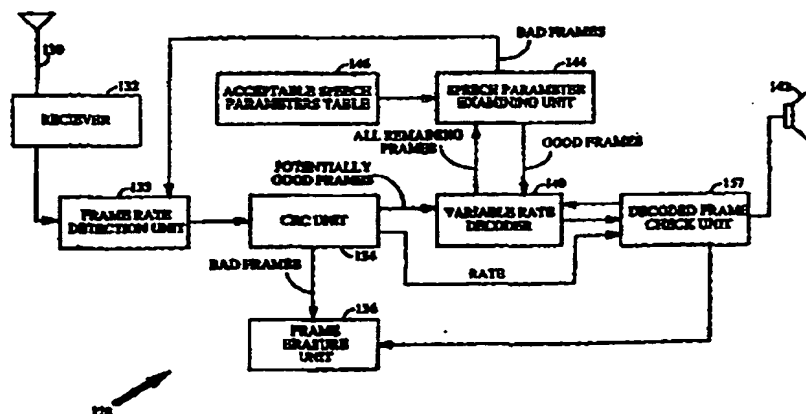 130
132
RECIEVER
146
ACCEPTABLE SPEECH
PARAMETERS TABLE
BAD FRAMES
144
SPEECH PARAMETER
EXAMINING UNIT
142
ALL REMAINING
FRAMES
GOOD FRAMES
POTENTIALLY
GOOD FRAMES
133
FRAME RATE
DETECTION UNIT
CRC UNIT
134
140
VARIABLE RATE
DECODER
157
DECODED FRAME
CHECK UNIT
BAD FRAMES
RATE
136
FRAME
ERASURE
UNIT